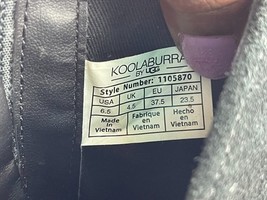 KOOLABURRA
BY UGG
Style Number: 1105870
USA UK EU JAPAN
6.5 4.5 37.5 23.5
Made in Fabriqué en Hecho en
Vietnam Vietnam Vietnam